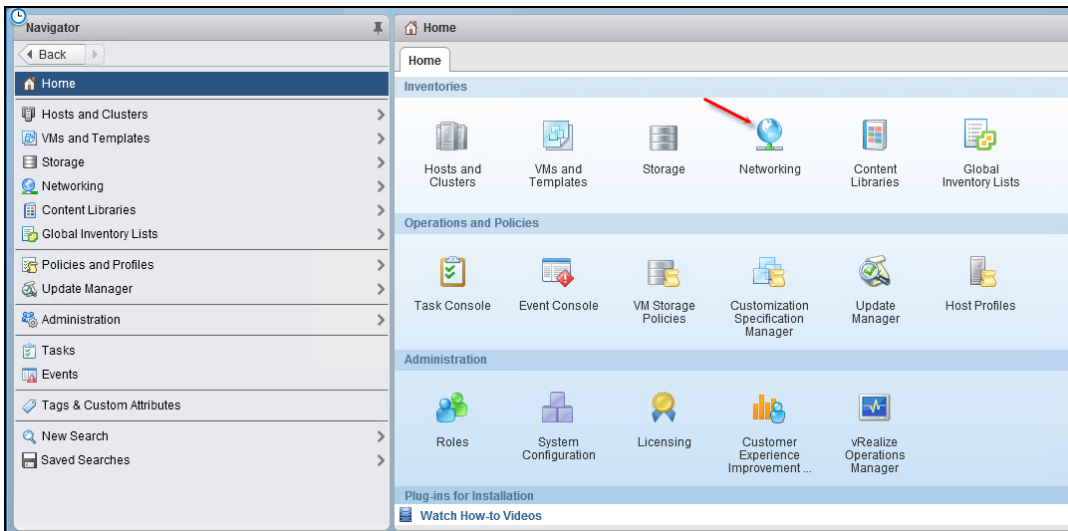 Navigator
Back
Home
Hosts and Clusters
VMs and Templates
Storage
Networking
Content Libraries
Global Inventory Lists
Policies and Profiles
Update Manager
Administration
Tasks
Events
Tags & Custom Attributes
New Search
Saved Searches
Home
Home
Inventories
Hosts and
Clusters
VMs and
Templates
Storage
Networking
Content
Libraries
Global
Inventory Lists
Operations and Policies
Task Console
Event Console
VM Storage
Policies
Customization
Specification
Manager
Update
Manager
Host Profiles
Administration
Roles
System
Configuration
Licensing
Customer
Experience
Improvement ...
vRealize
Operations
Manager
Plug-ins for Installation
Watch How-to Videos